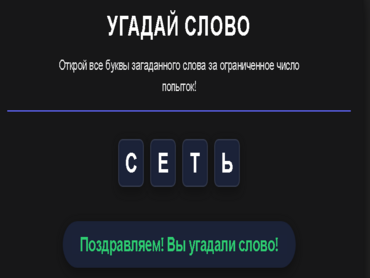 УГАДАЙ СЛОВО
Открой все буквы загаданного слова за ограниченное число
попыток!
С Е Т Ь
Поздравляем! Вы угадали слово!